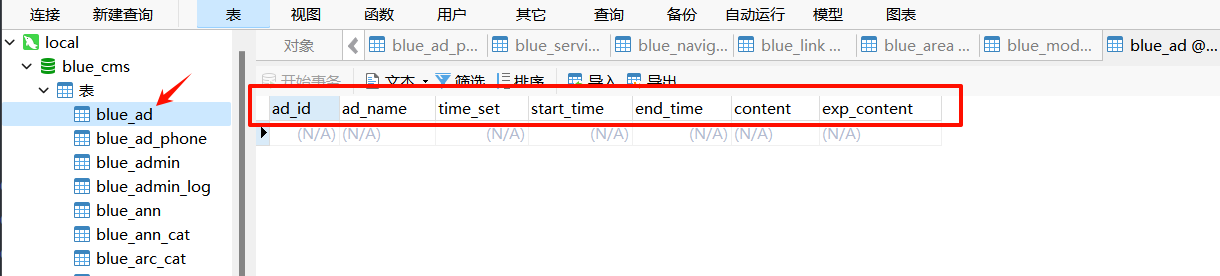 连接 新建查询 表 视图 函数 用户 其它 查询 备份 自动运行 模型 图表
local
blue_cms
表
blue_ad
blue_ad_phone
blue_admin
blue_admin_log
blue_ann
blue_ann_cat
blue_arc_cat
对象 blue_ad_p... blue_servi... blue_navig... blue_link ... blue_area ... blue_mod... blue_ad @...
开始事务 文本 筛选 排序 导入 导出
ad_id ad_name time_set start_time end_time content exp_content
(N/A) (N/A) (N/A) (N/A) (N/A) (N/A) (N/A)